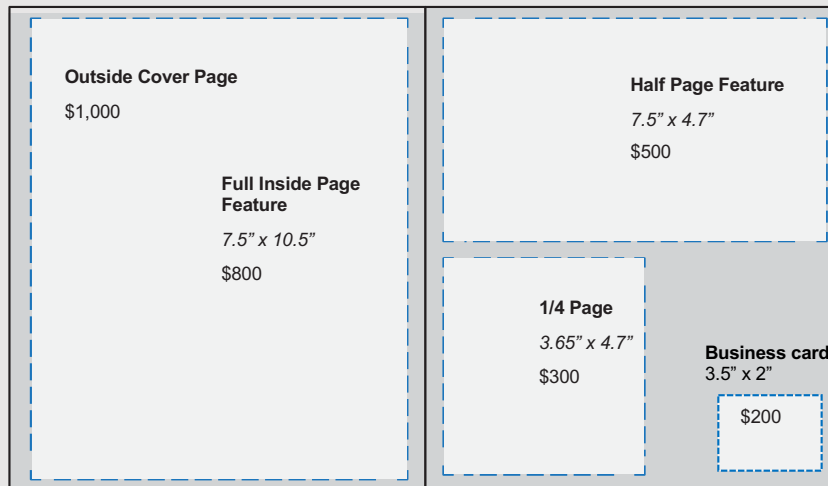 Outside Cover Page
$1,000
Full Inside Page
Feature
7.5” x 10.5”
$800
Half Page Feature
7.5” x 4.7”
$500
1/4 Page
3.65” x 4.7”
$300
Business card
3.5” x 2”
$200